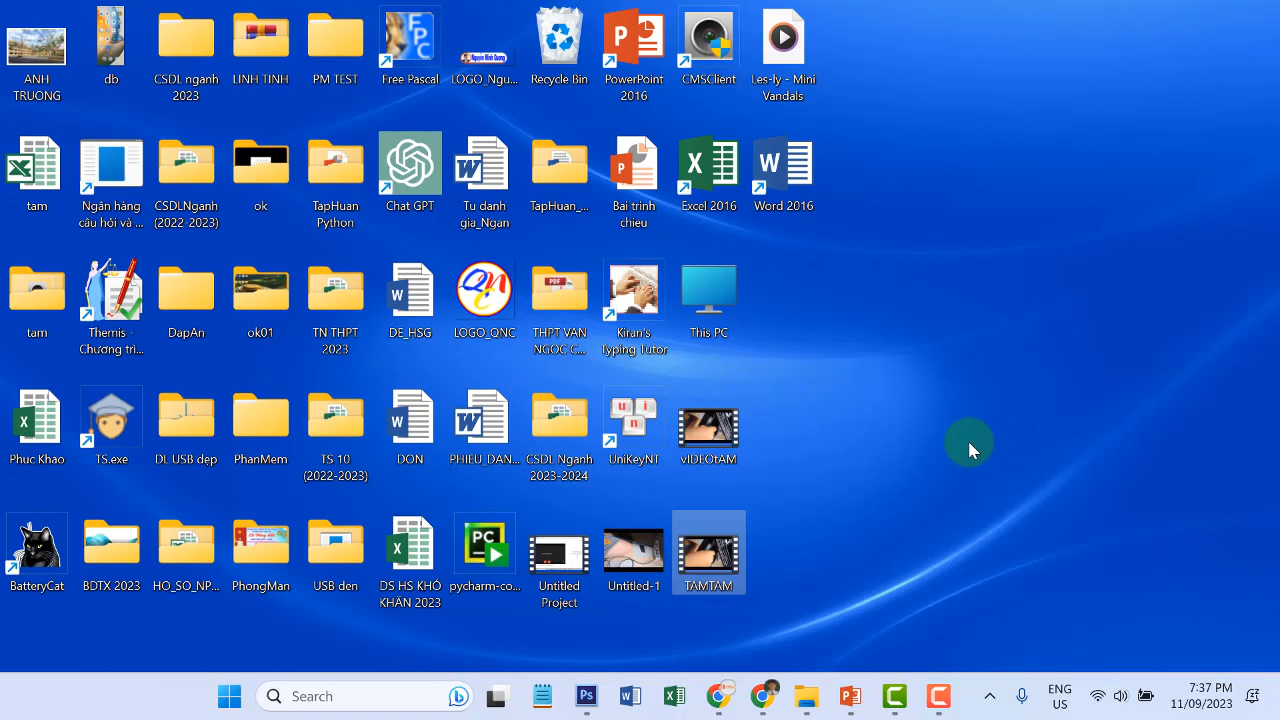 ANH
TRUONG
db
CSDL nganh
2023
LINH TINH
PM TEST
Free Pascal
LOGO_Ngu...
Recycle Bin
PowerPoint
2016
CMSClient
Les-ly - Mini
Vandals
tam
Ngân hàng
câu hỏi và ...
CSDLNganh
(2022-2023)
ok
TapHuan
Python
Chat GPT
Tu danh
gia_Ngan
TapHuan_...
Bai trinh
chieu
Excel 2016
Word 2016
tam
Themis -
Chương trì...
DapAn
ok01
TN THPT
2023
DE_HSG
LOGO_QNC
THPT VAN
NGOC C...
Kiran's
Typing Tutor
This PC
Phuc Khao
TS.exe
DL USB đẹp
PhanMem
TS 10
(2022-2023)
DON
PHIEU_DAN...
CSDL Nganh
2023-2024
UniKeyNT
vIDEOtAM
BatteryCat
BDTX 2023
HO_SO_NP...
PhongMan
USB den
DS HS KHÓ
KHĂN 2023
pycharm-co...
Untitled
Project
Untitled-1
TAMTAM
Search
ENG
US
7:37 PM
11/09/2023